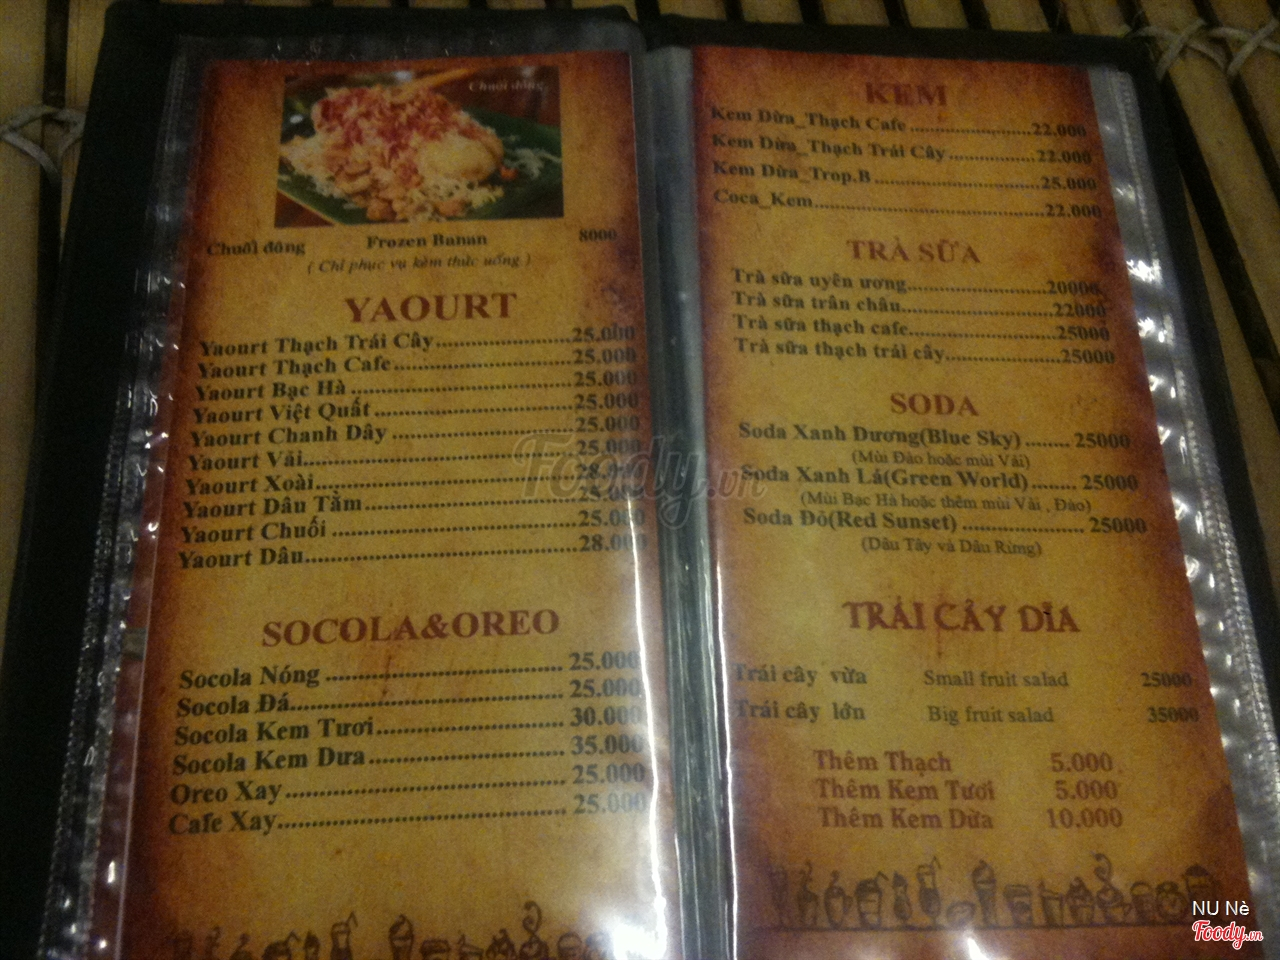 Chuối đông
Chuối đông Frozen Banan 8000
( Chỉ phục vụ kèm thức uống )
YAOURT
Yaourt Thạch Trái Cây 25.000
Yaourt Thạch Cafe 25.000
Yaourt Bạc Hà 25.000
Yaourt Việt Quất 25.000
Yaourt Chanh Dây 25.000
Yaourt Vải 25.000
Yaourt Xoài 28.000
Yaourt Dâu Tằm 25.000
Yaourt Chuối 25.000
Yaourt Dâu 28.000
SOCOLA&OREO
Socola Nóng 25.000
Socola Đá 25.000
Socola Kem Tươi 30.000
Socola Kem Dưa 35.000
Oreo Xay 25.000
Cafe Xay 25.000
KEM
Kem Dừa_Thạch Cafe 22.000
Kem Dừa_Thạch Trái Cây 22.000
Kem Dừa_Trop.B 25.000
Coca_Kem 22.000
TRÀ SỮA
Trà sữa uyên ương 20000
Trà sữa trân châu 22000
Trà sữa thạch cafe 25000
Trà sữa thạch trái cây 25000
SODA
Soda Xanh Dương(Blue Sky) 25000
(Mùi Đào hoặc mùi Vải)
Soda Xanh Lá(Green World) 25000
(Mùi Bạc Hà hoặc thêm mùi Vải , Đào)
Soda Đỏ(Red Sunset) 25000
(Dâu Tây và Dâu Rừng)
TRÁI CÂY DĨA
Trái cây vừa Small fruit salad 25000
Trái cây lớn Big fruit salad 35000
Thêm Thạch 5.000
Thêm Kem Tươi 5.000
Thêm Kem Dừa 10.000
Foody.vn
NU Nè
Foody.vn